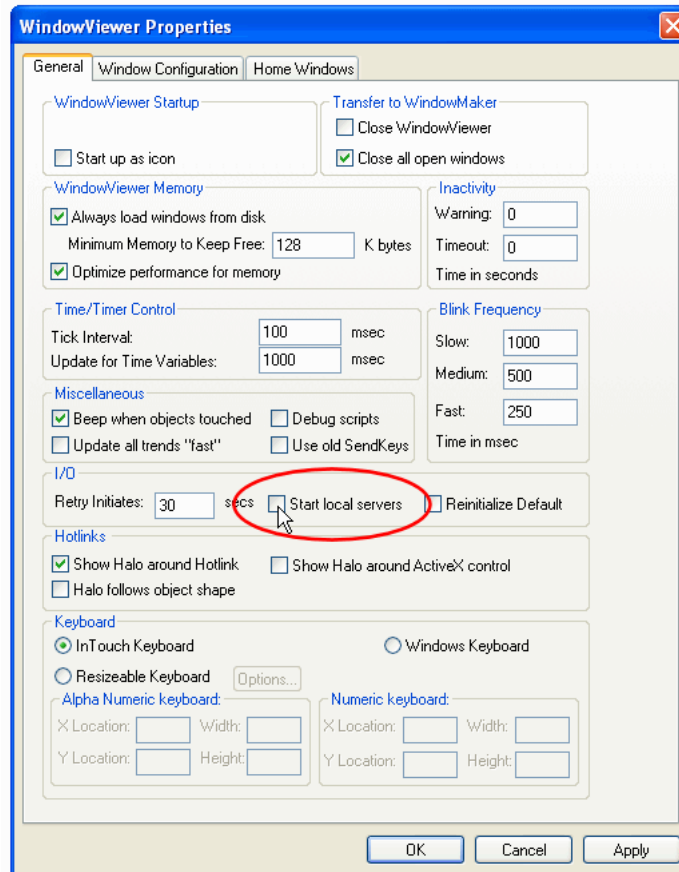 WindowViewer Properties
General Window Configuration Home Windows
WindowViewer Startup
Start up as icon
Transfer to WindowMaker
Close WindowViewer
Close all open windows
WindowViewer Memory
Always load windows from disk
Minimum Memory to Keep Free: 128 K bytes
Optimize performance for memory
Inactivity
Warning: 0
Timeout: 0
Time in seconds
Time/Timer Control
Tick Interval: 100 msec
Update for Time Variables: 1000 msec
Blink Frequency
Slow: 1000
Medium: 500
Fast: 250
Time in msec
Miscellaneous
Beep when objects touched Debug scripts
Update all trends "fast" Use old SendKeys
I/O
Retry Initiates: 30 secs Start local servers Reinitialize Default
Hotlinks
Show Halo around Hotlink Show Halo around ActiveX control
Halo follows object shape
Keyboard
InTouch Keyboard Windows Keyboard
Resizeable Keyboard Options...
Alpha Numeric keyboard:
X Location: Width:
Y Location: Height:
Numeric keyboard:
X Location: Width:
Y Location: Height:
OK Cancel Apply